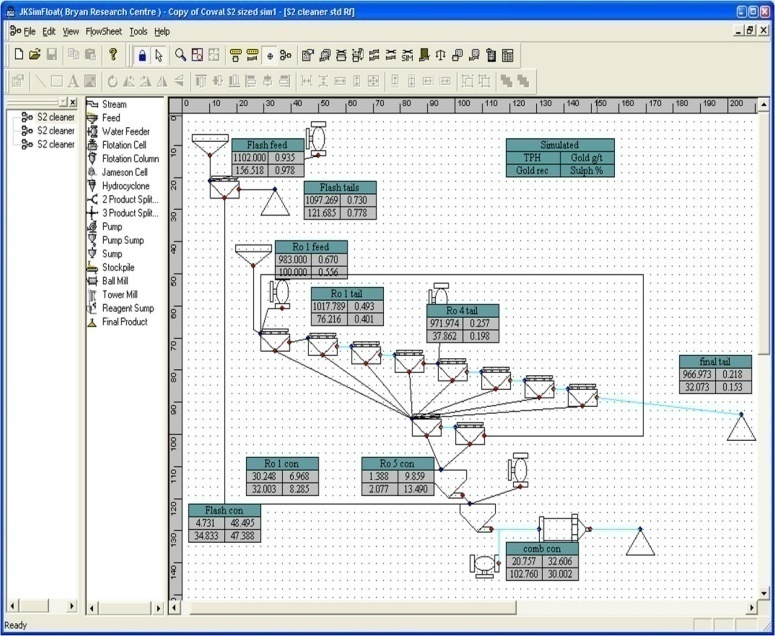 JKSimFloat( Bryan Research Centre ) - Copy of Cowal S2 sized sim1 - [S2 cleaner std Rf]
File Edit View FlowSheet Tools Help
S2 cleaner
S2 cleaner
S2 cleaner
Stream
Feed
Water Feeder
Flotation Cell
Flotation Column
Jameson Cell
Hydrocyclone
2 Product Split...
3 Product Split...
Pump
Pump Sump
Sump
Stockpile
Ball Mill
Tower Mill
Reagent Sump
Final Product
0 10 20 30 40 50 60 70 80 90 100 110 120 130 140 150 160 170 180 190 200
0
10
20
30
40
50
60
70
80
90
100
110
120
130
140
Flash feed
1102.000 0.935
156.518 0.978
Simulated
TPH Gold g/t
Gold rec Sulph %
Flash tails
1097.269 0.730
121.685 0.778
Ro 1 feed
983.000 0.670
100.000 0.556
Ro 1 tail
1017.789 0.493
76.216 0.401
Ro 4 tail
971.974 0.257
37.862 0.198
final tail
966.973 0.218
32.073 0.153
Ro 1 con
30.248 6.968
32.003 8.285
Ro 5 con
1.388 9.859
2.077 13.490
Flash con
4.731 48.495
34.833 47.388
comb con
20.757 32.606
102.760 30.002
Ready